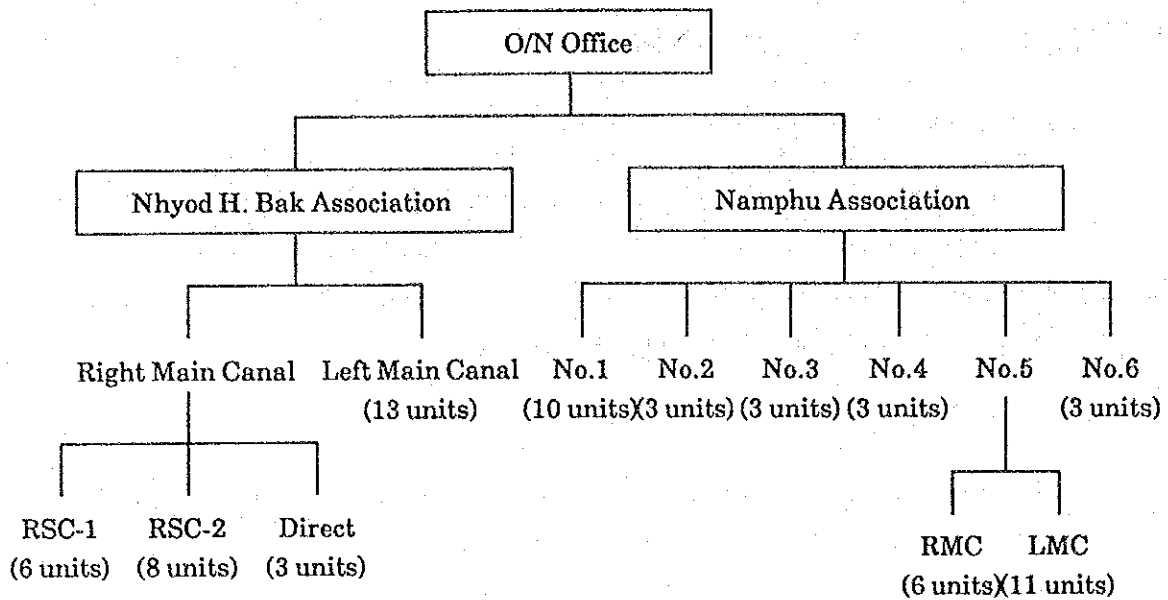 O/N Office
Nhyod H. Bak Association Namphu Association
Right Main Canal Left Main Canal No.1 No.2 No.3 No.4 No.5 No.6
(13 units) (10 units)(3 units) (3 units) (3 units) (3 units)
RSC-1 RSC-2 Direct
(6 units) (8 units) (3 units)
RMC LMC
(6 units)(11 units)